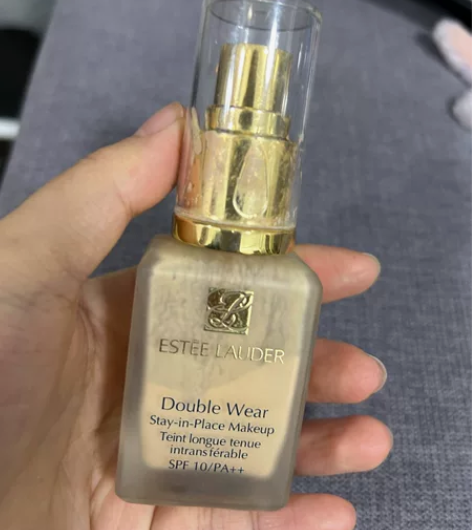 ESTEE LAUDER
Double Wear
Stay-in-Place Makeup
Teint longue tenue
intransférable
SPF 10/PA++